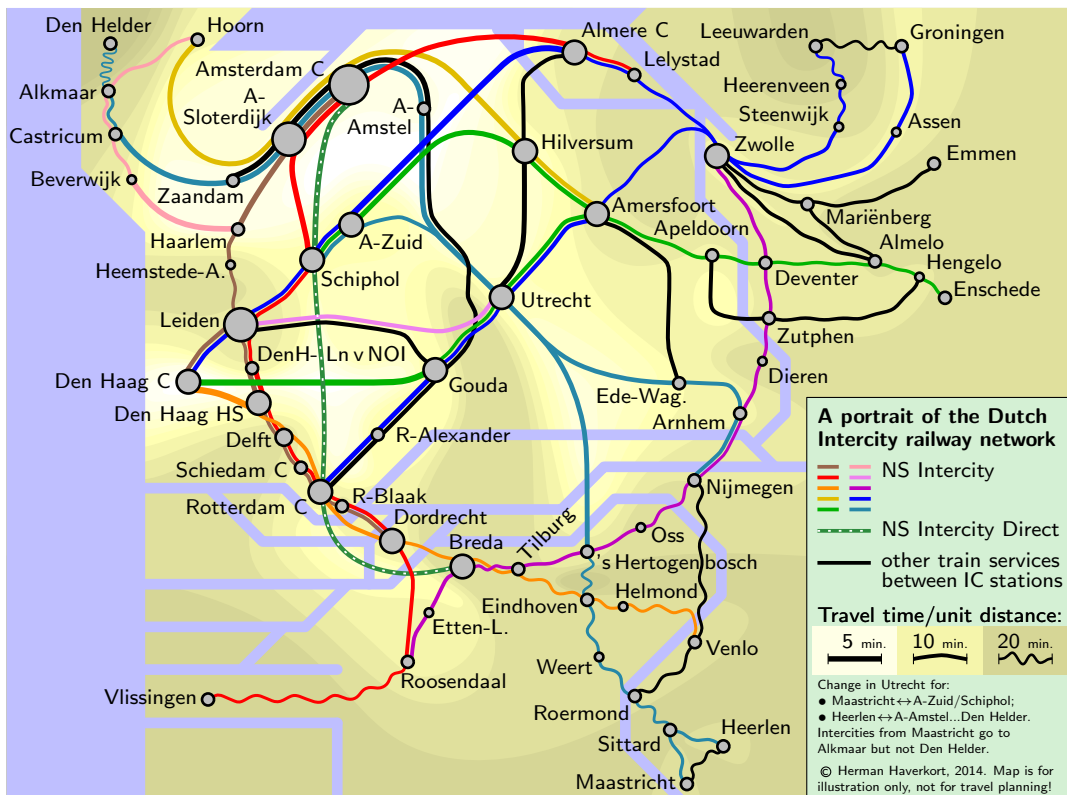 Den Helder
Hoorn
Almere C
Leeuwarden
Groningen
Amsterdam C
Lelystad
Alkmaar
A-
Sloterdijk
A-
Amstel
Heerenveen
Steenwijk
Assen
Castricum
Hilversum
Zwolle
Emmen
Beverwijk
Zaandam
Amersfoort
Mariënberg
Apeldoorn
Haarlem
A-Zuid
Almelo
Heemstede-A.
Schiphol
Deventer
Hengelo
Enschede
Utrecht
Leiden
Zutphen
DenH- Ln v NOI
Den Haag C
Gouda
Dieren
Ede-Wag.
Den Haag HS
Arnhem
Delft
R-Alexander
Schiedam C
Nijmegen
R-Blaak
Rotterdam C
Dordrecht
Oss
Breda
Tilburg
's Hertogenbosch
Eindhoven
Helmond
Etten-L.
Venlo
Weert
Roosendaal
Vlissingen
Roermond
Heerlen
Sittard
Maastricht
A portrait of the Dutch
Intercity railway network
NS Intercity
NS Intercity Direct
other train services
between IC stations
Travel time/unit distance:
5 min.
10 min.
20 min.
Change in Utrecht for:
● Maastricht↔A-Zuid/Schiphol;
● Heerlen↔A-Amstel...Den Helder.
Intercities from Maastricht go to
Alkmaar but not Den Helder.
© Herman Haverkort, 2014. Map is for
illustration only, not for travel planning!